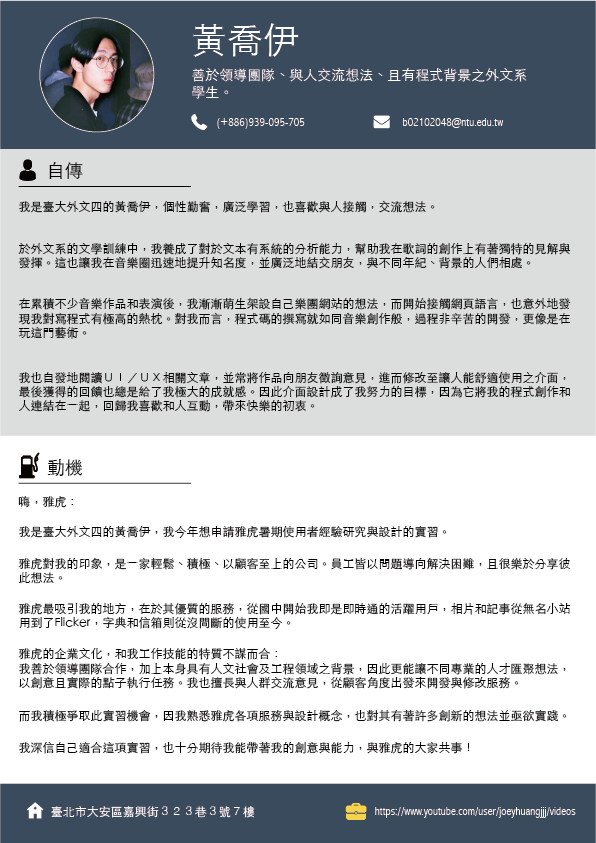 黃喬伊
善於領導團隊、與人交流想法、且有程式背景之外文系
學生。
(+886)939-095-705
b02102048@ntu.edu.tw
自傳
我是臺大外文四的黃喬伊，個性勤奮，廣泛學習，也喜歡與人接觸，交流想法。
於外文系的文學訓練中，我養成了對於文本有系統的分析能力，幫助我在歌詞的創作上有著獨特的見解與
發揮。這也讓我在音樂圈迅速地提升知名度，並廣泛地結交朋友，與不同年紀、背景的人們相處。
在累積不少音樂作品和表演後，我漸漸萌生架設自己樂團網站的想法，而開始接觸網頁語言，也意外地發
現我對寫程式有極高的熱枕。對我而言，程式碼的撰寫就如同音樂創作般，過程非辛苦的開發，更像是在
玩這門藝術。
我也自發地閱讀ＵＩ／ＵＸ相關文章，並常將作品向朋友徵詢意見，進而修改至讓人能舒適使用之介面，
最後獲得的回饋也總是給了我極大的成就感。因此介面設計成了我努力的目標，因為它將我的程式創作和
人連結在一起，回歸我喜歡和人互動，帶來快樂的初衷。
動機
嗨，雅虎：
我是臺大外文四的黃喬伊，我今年想申請雅虎暑期使用者經驗研究與設計的實習。
雅虎對我的印象，是一家輕鬆、積極、以顧客至上的公司。員工皆以問題導向解決困難，且很樂於分享彼
此想法。
雅虎最吸引我的地方，在於其優質的服務，從國中開始我即是即時通的活躍用戶，相片和記事從無名小站
用到了Flicker，字典和信箱則從沒間斷的使用至今。
雅虎的企業文化，和我工作技能的特質不謀而合：
我善於領導團隊合作，加上本身具有人文社會及工程領域之背景，因此更能讓不同專業的人才匯聚想法，
以創意且實際的點子執行任務。我也擅長與人群交流意見，從顧客角度出發來開發與修改服務。
而我積極爭取此實習機會，因我熟悉雅虎各項服務與設計概念，也對其有著許多創新的想法並亟欲實踐。
我深信自己適合這項實習，也十分期待我能帶著我的創意與能力，與雅虎的大家共事！
臺北市大安區嘉興街３２３巷３號７樓
https://www.youtube.com/user/joeyhuangjjj/videos